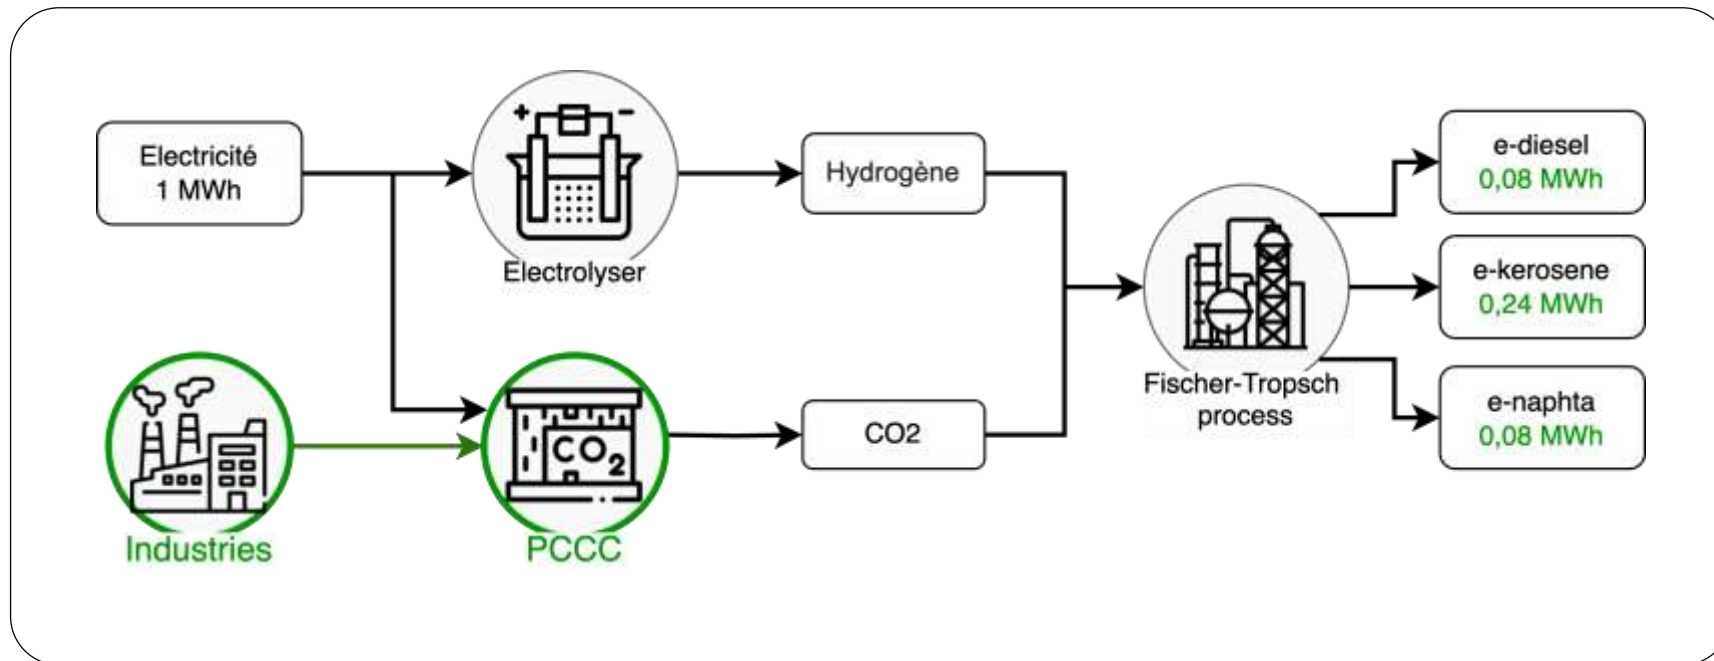 Electricité
1 MWh
+ −
Electrolyser
Hydrogène
Industries
CO2
PCCC
CO2
Fischer-Tropsch
process
e-diesel
0,08 MWh
e-kerosene
0,24 MWh
e-naphta
0,08 MWh